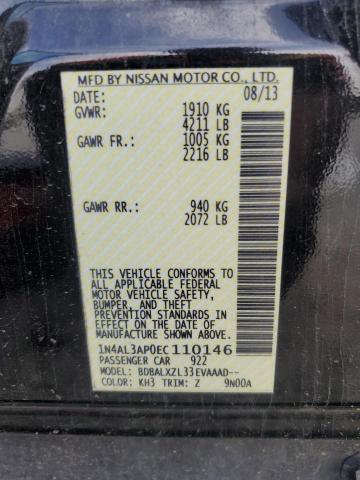 MFD BY NISSAN MOTOR CO., LTD.
DATE: 08/13
GVWR: 1910 KG
4211 LB
GAWR FR.: 1005 KG
2216 LB
GAWR RR.: 940 KG
2072 LB
THIS VEHICLE CONFORMS TO
ALL APPLICABLE FEDERAL
MOTOR VEHICLE SAFETY,
BUMPER, AND THEFT
PREVENTION STANDARDS IN
EFFECT ON THE DATE OF
MANUFACTURE SHOWN ABOVE.
1N4AL3AP0EC110146
PASSENGER CAR 922
MODEL: BDBALXZL33EVAAAD--
COLOR: KH3 TRIM: Z 9N00A